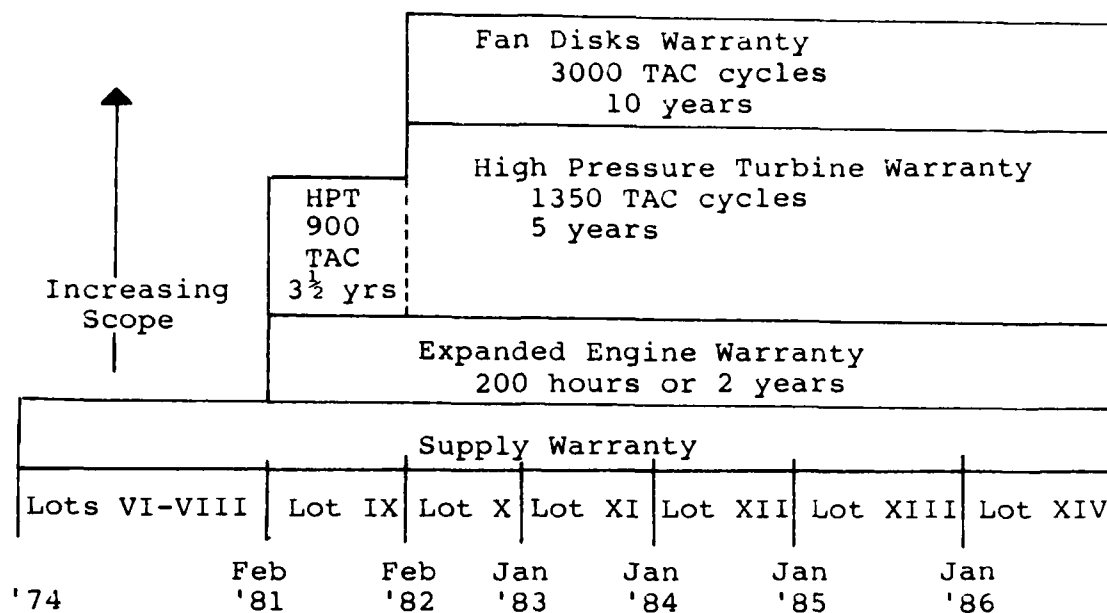 Fan Disks Warranty
3000 TAC cycles
10 years
High Pressure Turbine Warranty
1350 TAC cycles
5 years
HPT
900
TAC
3½ yrs
Increasing
Scope
Expanded Engine Warranty
200 hours or 2 years
Supply Warranty
Lots VI-VIII Lot IX Lot X Lot XI Lot XII Lot XIII Lot XIV
Feb Feb Jan Jan Jan Jan
'74 '81 '82 '83 '84 '85 '86